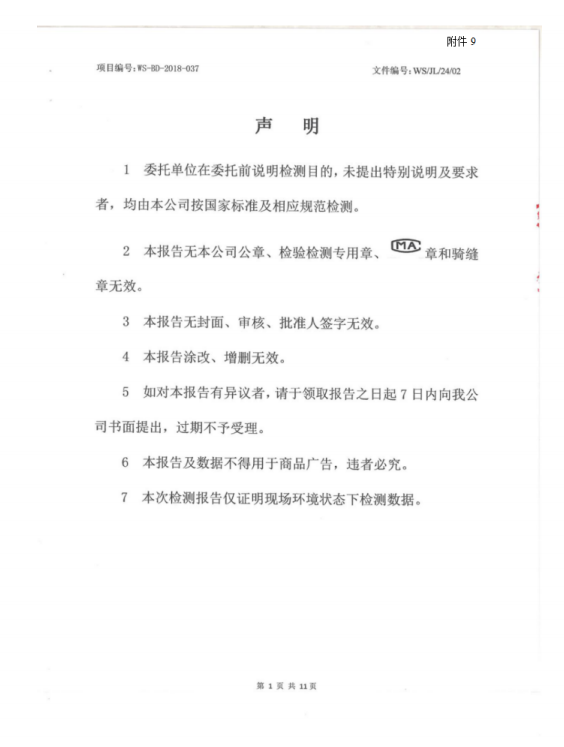 附件 9
项目编号：WS-BD-2018-037 文件编号：WS/JL/24/02
声 明
1 委托单位在委托前说明检测目的，未提出特别说明及要求
者，均由本公司按国家标准及相应规范检测。
2 本报告无本公司公章、检验检测专用章、MA章和骑缝
章无效。
3 本报告无封面、审核、批准人签字无效。
4 本报告涂改、增删无效。
5 如对本报告有异议者，请于领取报告之日起 7 日内向我公
司书面提出，过期不予受理。
6 本报告及数据不得用于商品广告，违者必究。
7 本次检测报告仅证明现场环境状态下检测数据。
第 1 页 共 11 页